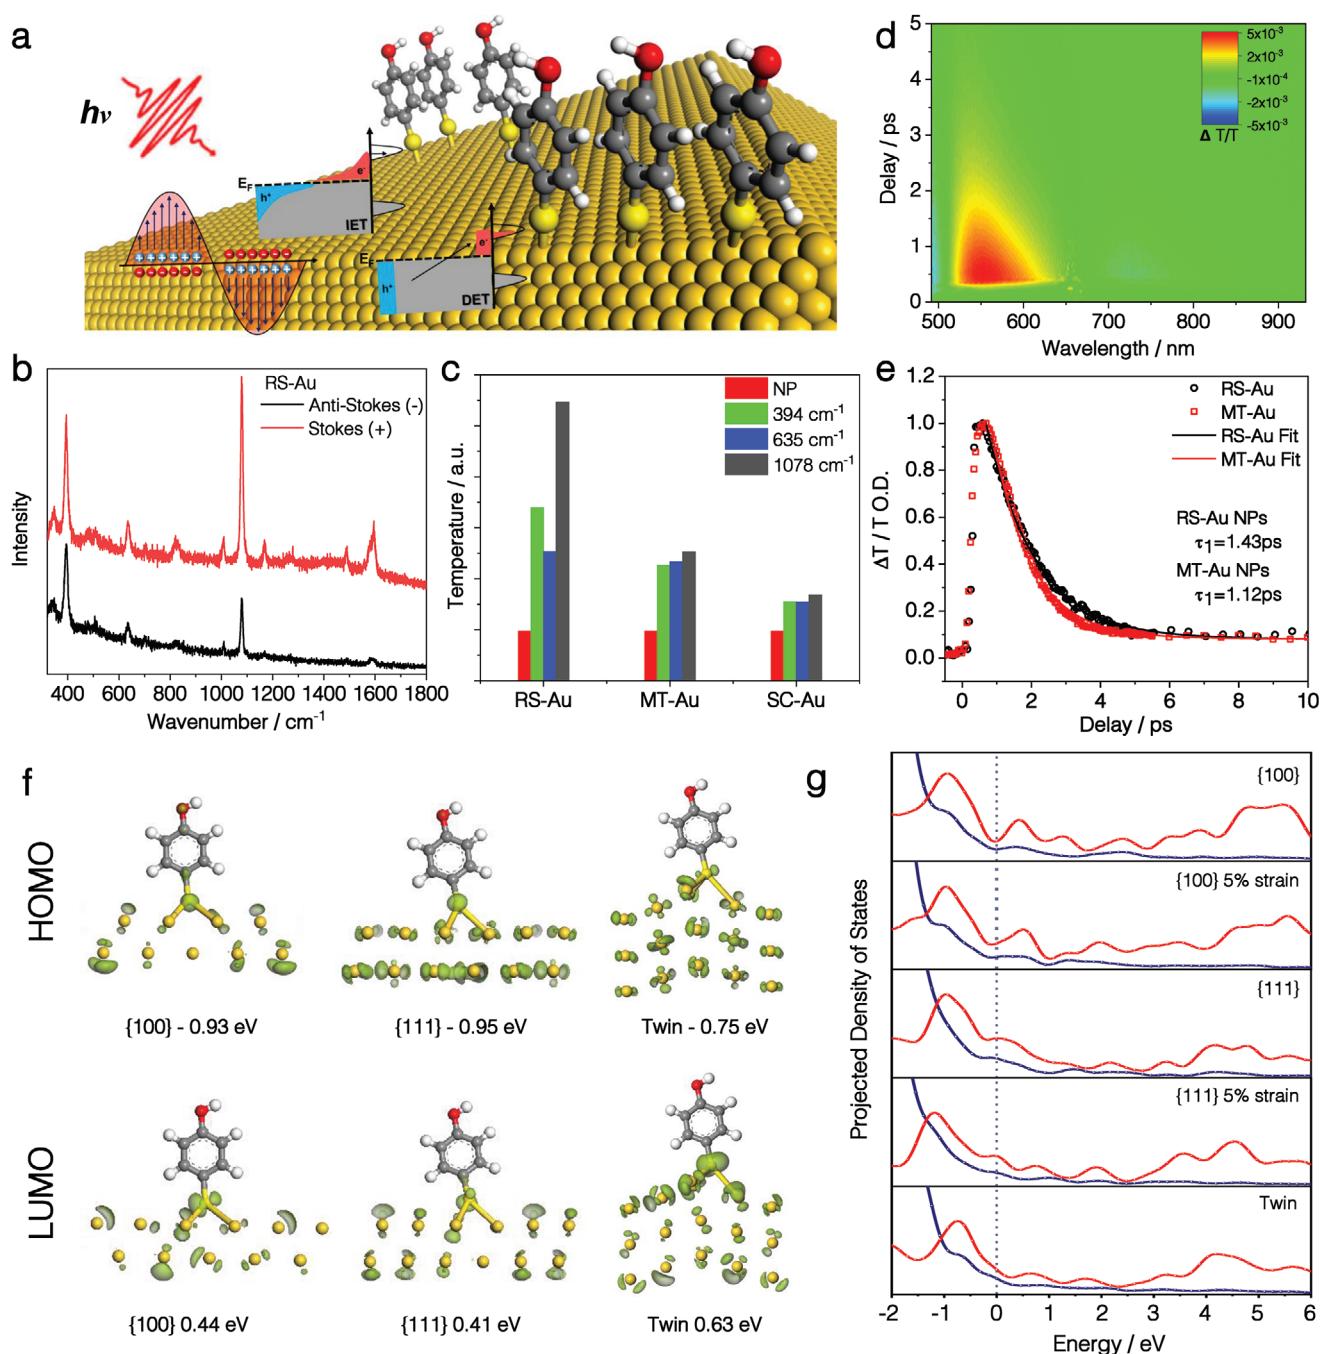 a
hν
E_F
h⁺
e⁻
IET
E_F
h⁺
e⁻
DET
b
RS-Au
Anti-Stokes (-)
Stokes (+)
Intensity
400 600 800 1000 1200 1400 1600 1800
Wavenumber / cm⁻¹
c
NP
394 cm⁻¹
635 cm⁻¹
1078 cm⁻¹
Temperature / a.u.
RS-Au MT-Au SC-Au
d
5
4
3
2
1
0
Delay / ps
5x10⁻³
2x10⁻³
-1x10⁻⁴
-2x10⁻³
-5x10⁻³
Δ T/T
500 600 700 800 900
Wavelength / nm
e
1.2
1.0
0.8
0.6
0.4
0.2
0.0
ΔT / T O.D.
RS-Au
MT-Au
RS-Au Fit
MT-Au Fit
RS-Au NPs
τ₁=1.43ps
MT-Au NPs
τ₁=1.12ps
0 2 4 6 8 10
Delay / ps
f
HOMO
{100} - 0.93 eV
{111} - 0.95 eV
Twin - 0.75 eV
LUMO
{100} 0.44 eV
{111} 0.41 eV
Twin 0.63 eV
g
Projected Density of States
{100}
{100} 5% strain
{111}
{111} 5% strain
Twin
-2 -1 0 1 2 3 4 5 6
Energy / eV